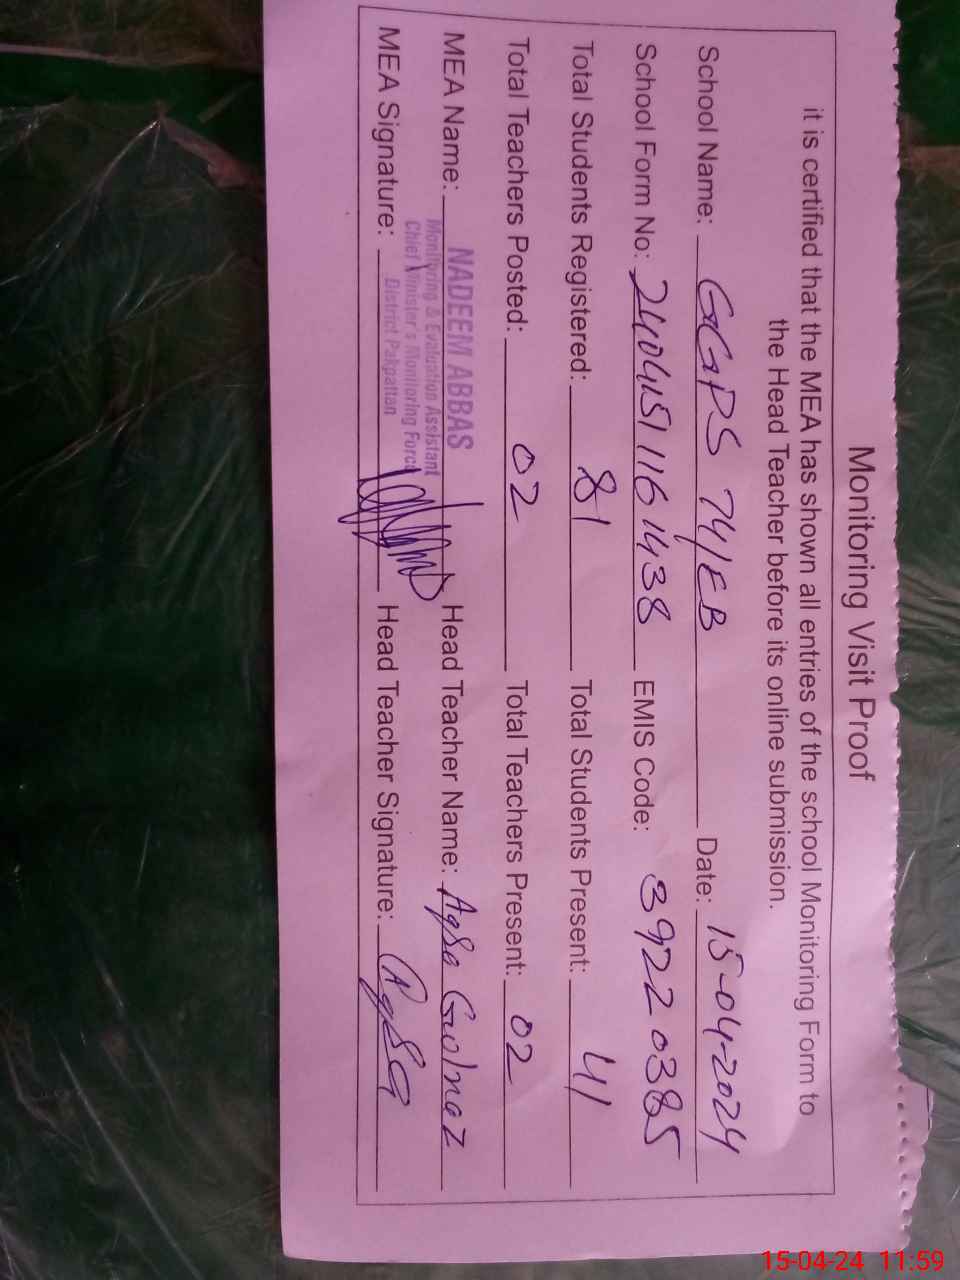 Monitoring Visit Proof
it is certified that the MEA has shown all entries of the school Monitoring Form to
the Head Teacher before its online submission.
School Name: GGPS 74/EB Date: 15-04-2024
School Form No: 2404151161438 EMIS Code: 39220385
Total Students Registered: 81 Total Students Present: 41
Total Teachers Posted: 02 Total Teachers Present: 02
MEA Name: NADEEM ABBAS Head Teacher Name: Aqsa Gulnaz
Monitoring & Evaluation Assistant
Chief Minister's Monitoring Force
District Pakpattan
MEA Signature: Head Teacher Signature: Aqsa
15-04-24 11:59